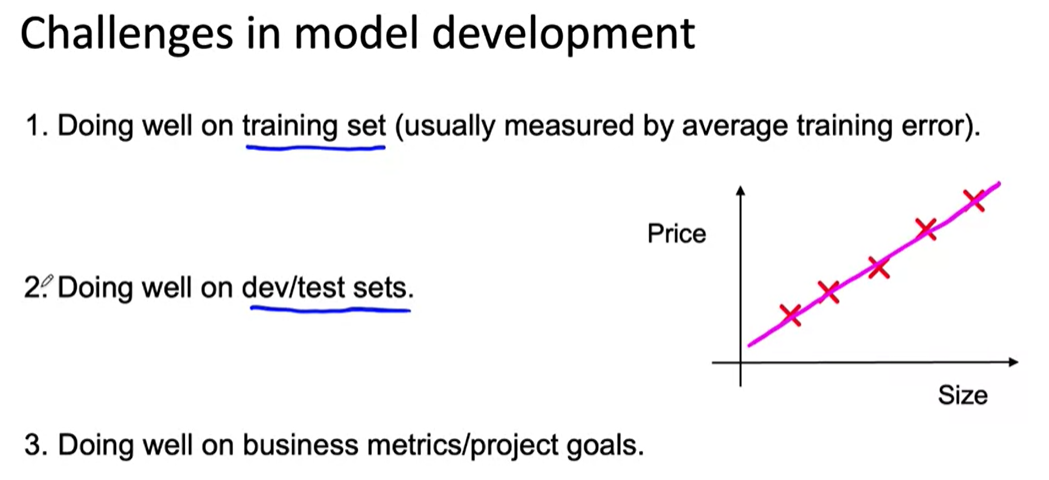 Challenges in model development
1. Doing well on training set (usually measured by average training error).
Price
2. Doing well on dev/test sets.
Size
3. Doing well on business metrics/project goals.